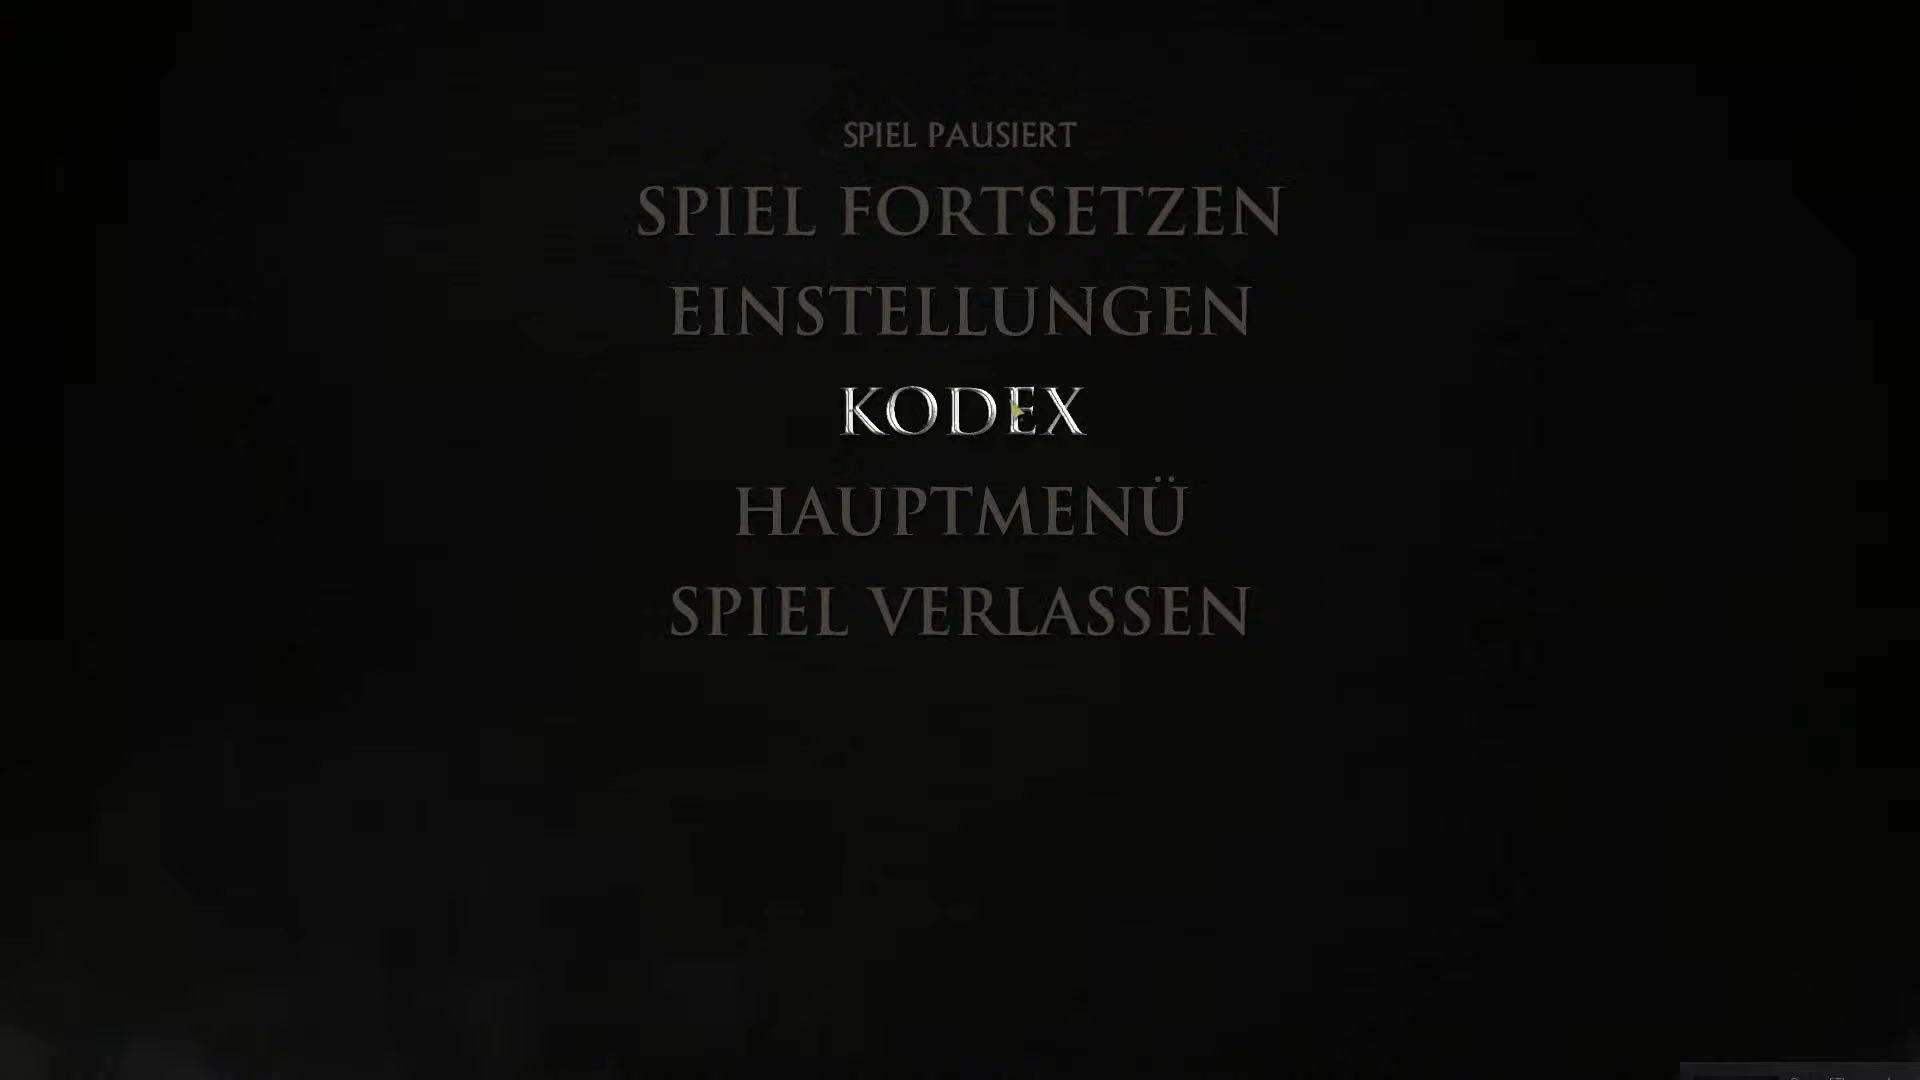 SPIEL PAUSIERT
SPIEL FORTSETZEN
EINSTELLUNGEN
KODEX
HAUPTMENÜ
SPIEL VERLASSEN